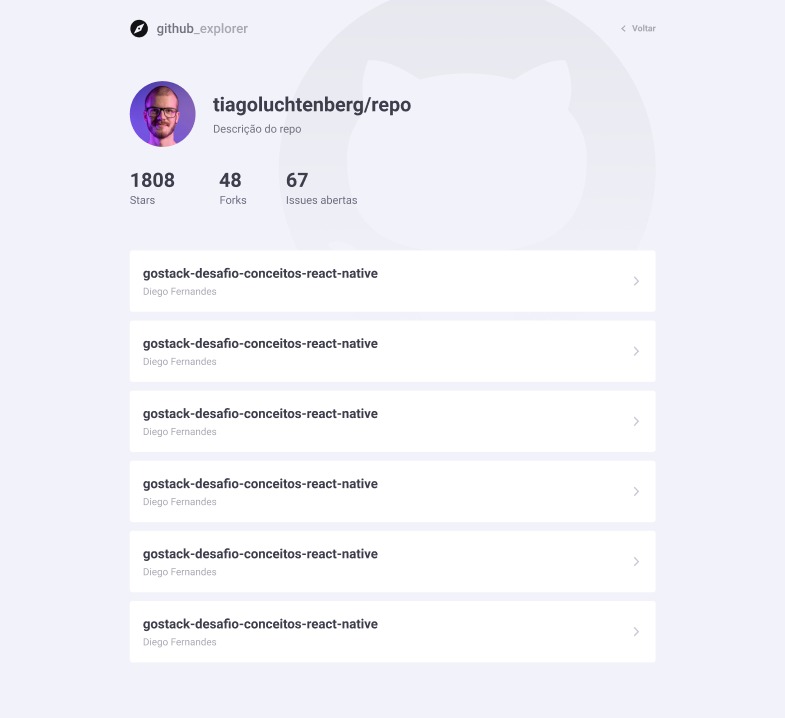 github_explorer
Voltar
tiagoluchtenberg/repo
Descrição do repo
1808 48 67
Stars Forks Issues abertas
gostack-desafio-conceitos-react-native
Diego Fernandes
gostack-desafio-conceitos-react-native
Diego Fernandes
gostack-desafio-conceitos-react-native
Diego Fernandes
gostack-desafio-conceitos-react-native
Diego Fernandes
gostack-desafio-conceitos-react-native
Diego Fernandes
gostack-desafio-conceitos-react-native
Diego Fernandes